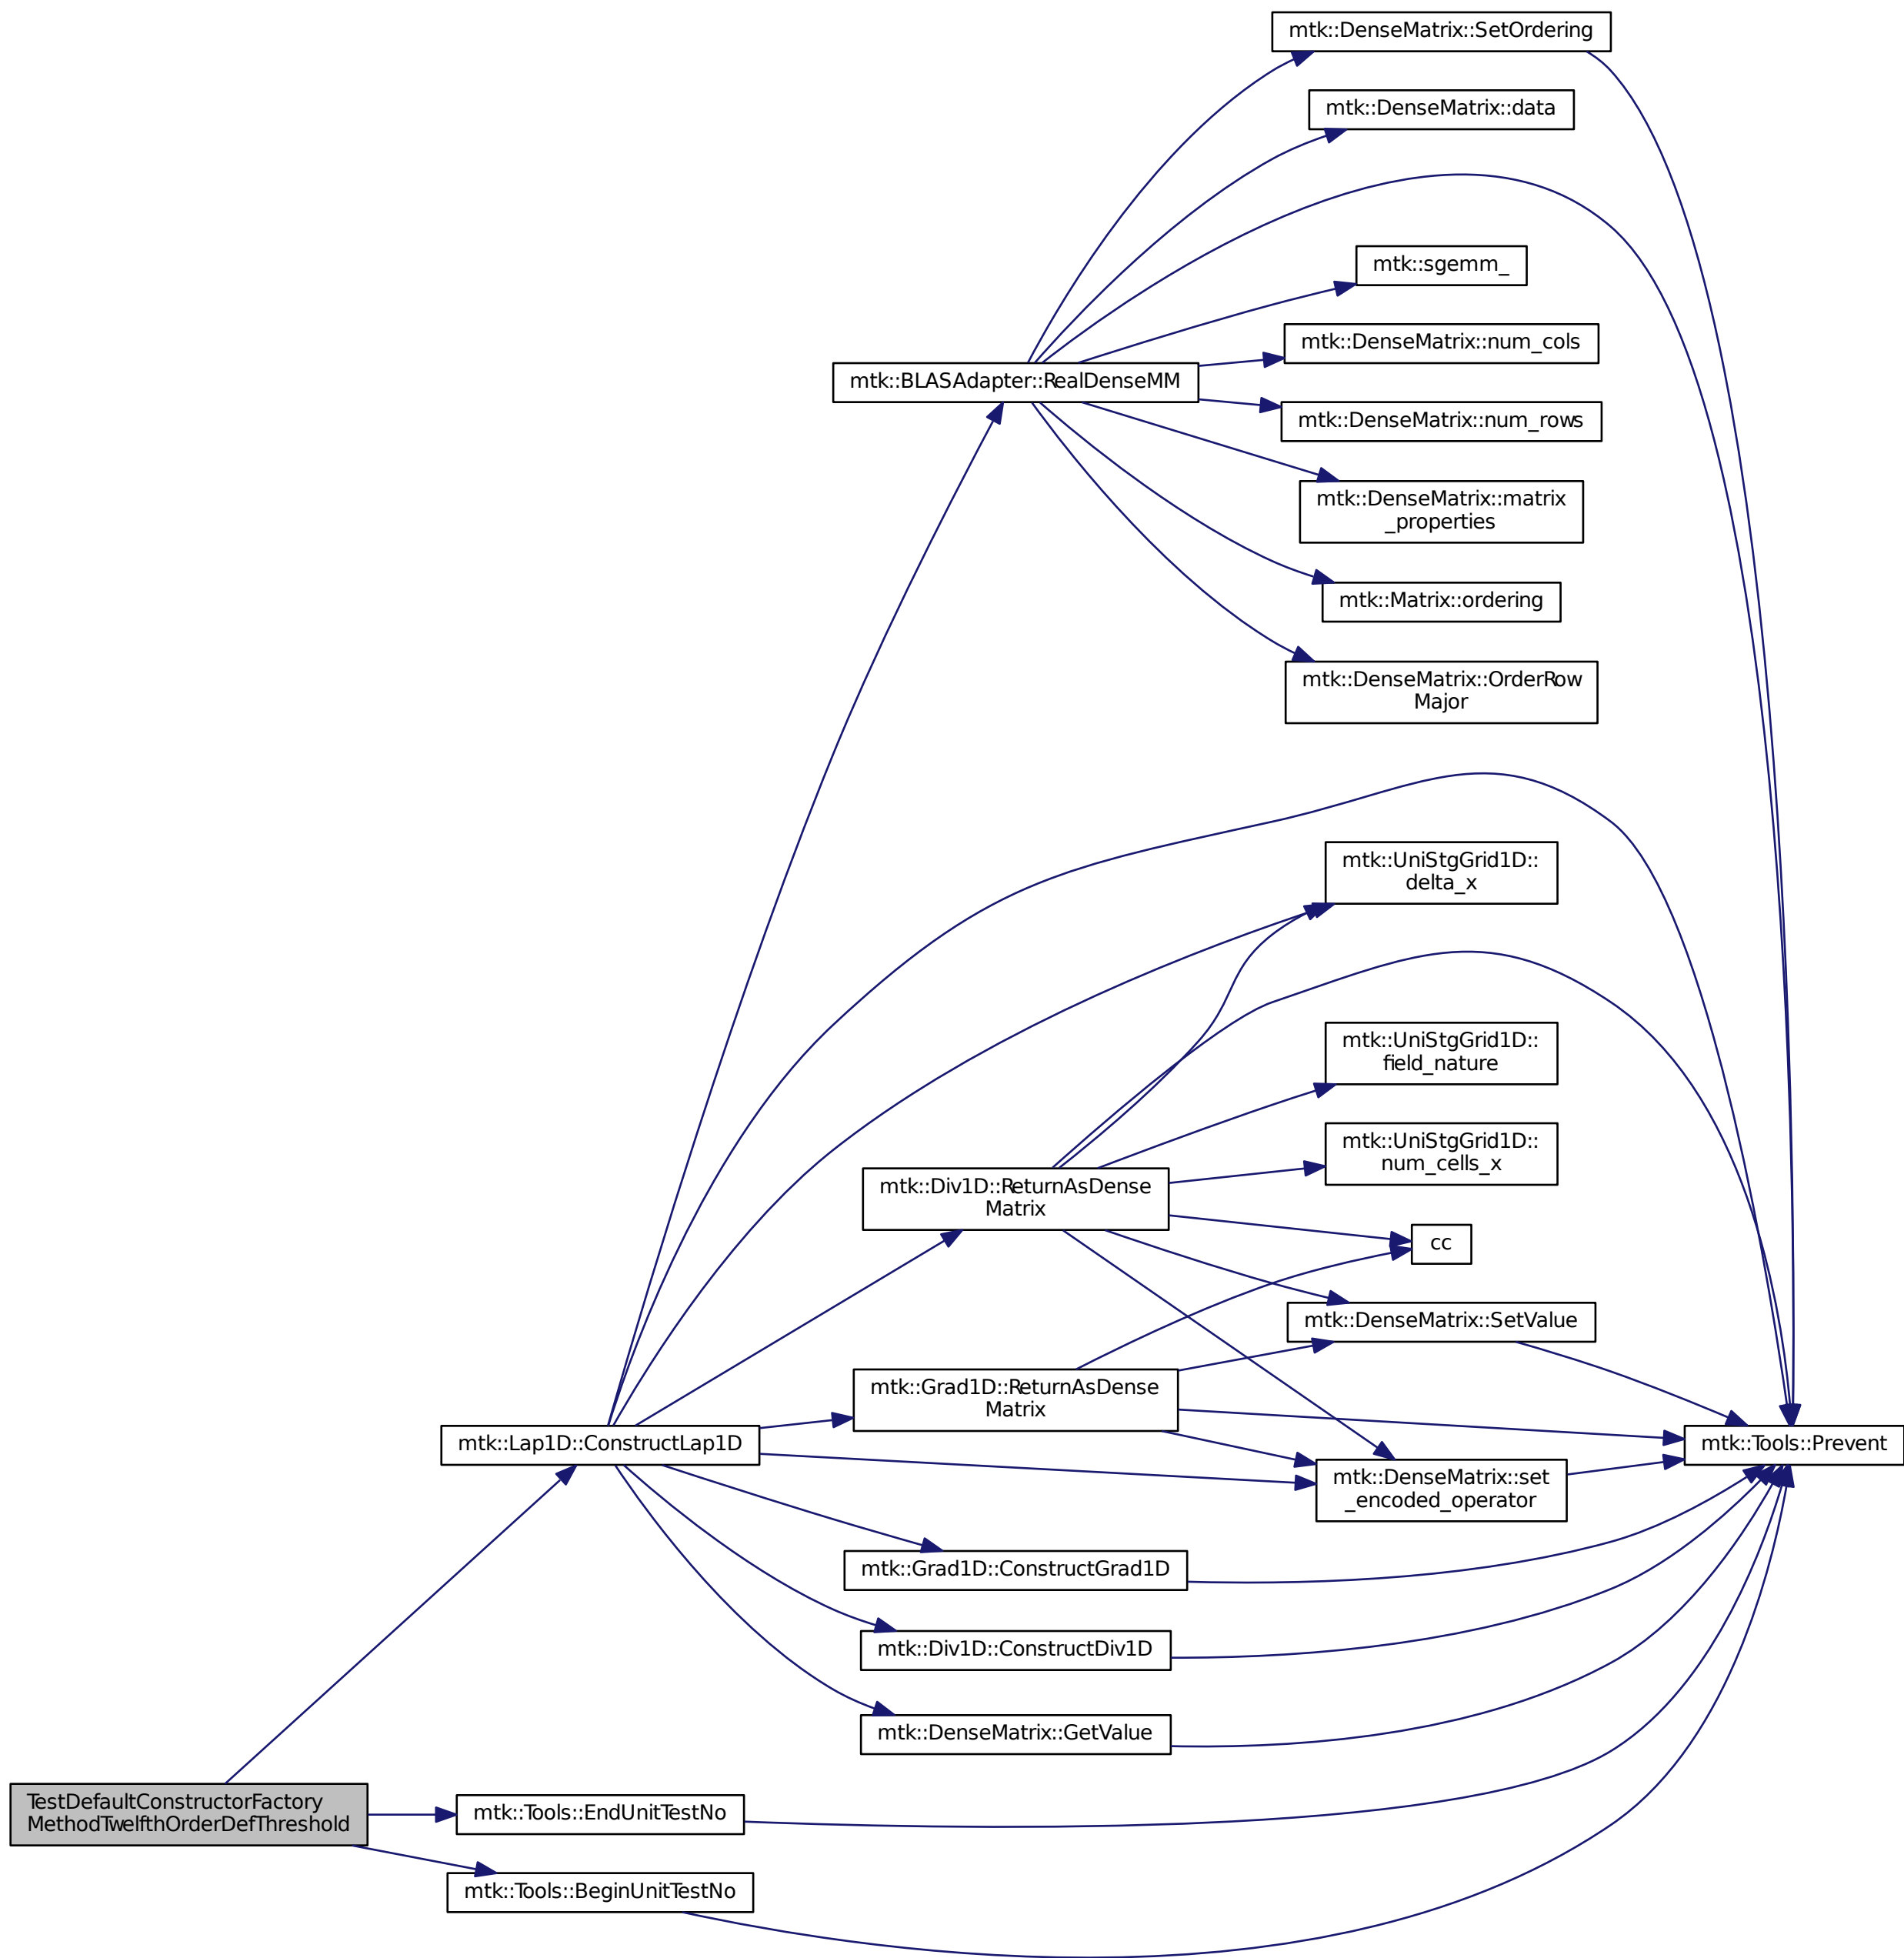 mtk::DenseMatrix::SetOrdering
mtk::DenseMatrix::data
mtk::sgemm_
mtk::DenseMatrix::num_cols
mtk::BLASAdapter::RealDenseMM
mtk::DenseMatrix::num_rows
mtk::DenseMatrix::matrix
_properties
mtk::Matrix::ordering
mtk::DenseMatrix::OrderRow
Major
mtk::UniStgGrid1D::
delta_x
mtk::UniStgGrid1D::
field_nature
mtk::UniStgGrid1D::
num_cells_x
mtk::Div1D::ReturnAsDense
Matrix
cc
mtk::DenseMatrix::SetValue
mtk::Grad1D::ReturnAsDense
Matrix
mtk::Lap1D::ConstructLap1D
mtk::Tools::Prevent
mtk::DenseMatrix::set
_encoded_operator
mtk::Grad1D::ConstructGrad1D
mtk::Div1D::ConstructDiv1D
mtk::DenseMatrix::GetValue
TestDefaultConstructorFactory
MethodTwelfthOrderDefThreshold
mtk::Tools::EndUnitTestNo
mtk::Tools::BeginUnitTestNo